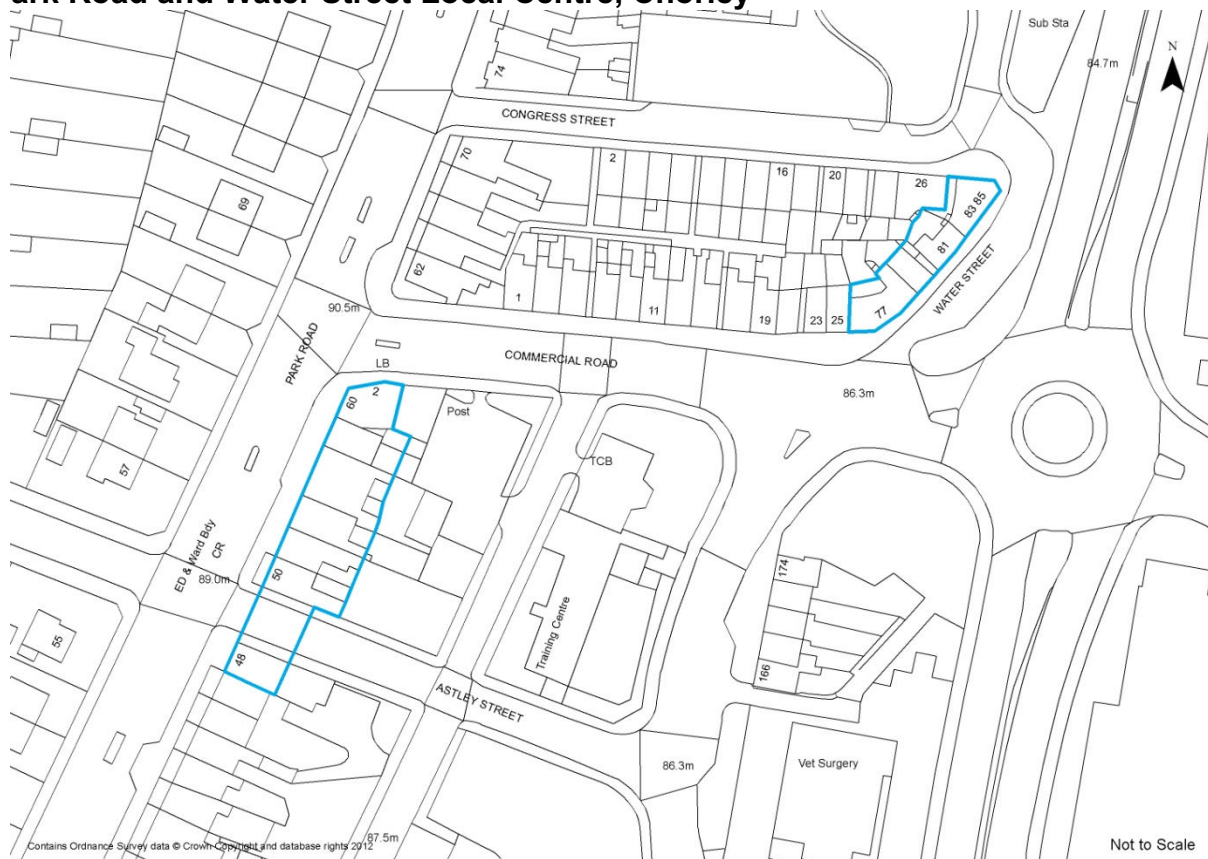 ark Road and Water Street Local Centre, Chorley
Sub Sta
84.7m
N
74
CONGRESS STREET
70
2
16
20
26
69
83 85
81
62
WATER STREET
1
11
19
23
25
77
90.5m
PARK ROAD
COMMERCIAL ROAD
LB
86.3m
60
2
Post
57
TCB
ED & Ward Bdy
CR
50
89.0m
174
55
Training Centre
48
166
ASTLEY STREET
86.3m
Vet Surgery
87.5m
Contains Ordnance Survey data © Crown Copyright and database rights 2012
Not to Scale